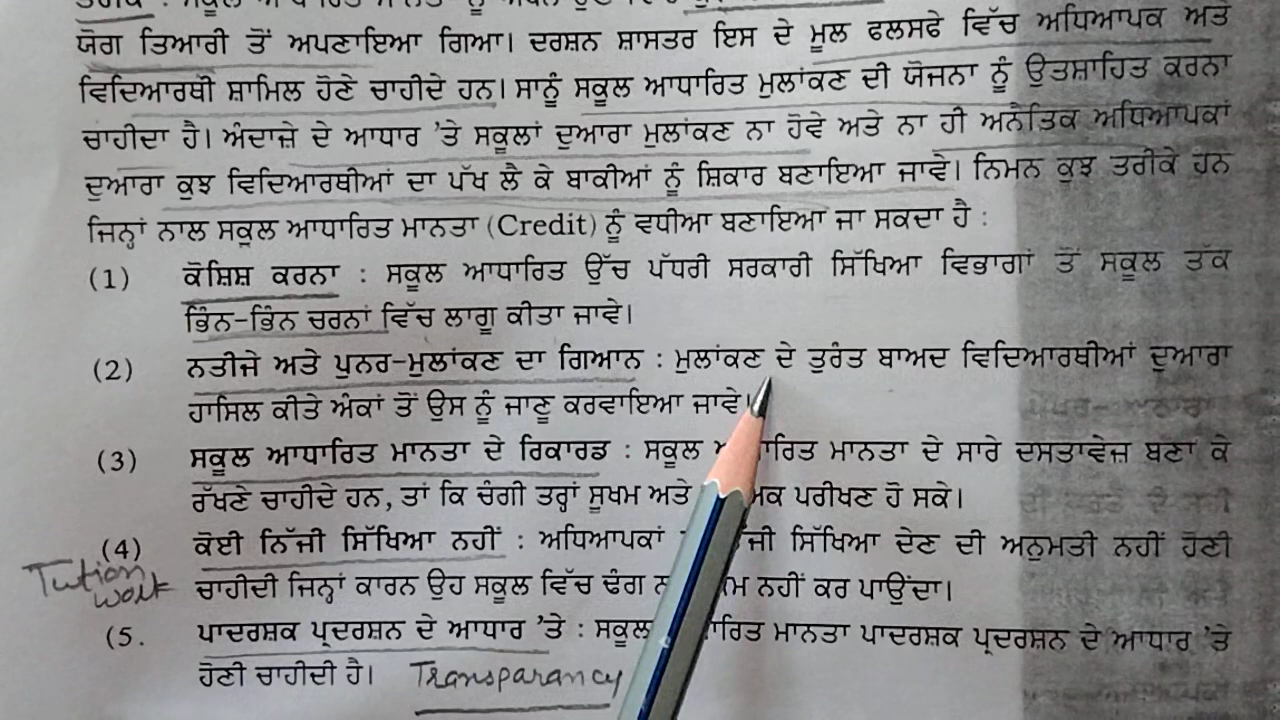 ਯੋਗ ਤਿਆਰੀ ਤੋਂ ਅਪਣਾਇਆ ਗਿਆ। ਦਰਸ਼ਨ ਸ਼ਾਸਤਰ ਇਸ ਦੇ ਮੂਲ ਫਲਸਫੇ ਵਿੱਚ ਅਧਿਆਪਕ ਅਤੇ
ਵਿਦਿਆਰਥੀ ਸ਼ਾਮਿਲ ਹੋਣੇ ਚਾਹੀਦੇ ਹਨ। ਸਾਨੂੰ ਸਕੂਲ ਆਧਾਰਿਤ ਮੁਲਾਂਕਣ ਦੀ ਯੋਜਨਾ ਨੂੰ ਉਤਸ਼ਾਹਿਤ ਕਰਨਾ
ਚਾਹੀਦਾ ਹੈ। ਅੰਦਾਜ਼ੇ ਦੇ ਆਧਾਰ 'ਤੇ ਸਕੂਲਾਂ ਦੁਆਰਾ ਮੁਲਾਂਕਣ ਨਾ ਹੋਵੇ ਅਤੇ ਨਾ ਹੀ ਅਨੈਤਿਕ ਅਧਿਆਪਕਾਂ
ਦੁਆਰਾ ਕੁਝ ਵਿਦਿਆਰਥੀਆਂ ਦਾ ਪੱਖ ਲੈ ਕੇ ਬਾਕੀਆਂ ਨੂੰ ਸ਼ਿਕਾਰ ਬਣਾਇਆ ਜਾਵੇ। ਨਿਮਨ ਕੁਝ ਤਰੀਕੇ ਹਨ
ਜਿਨ੍ਹਾਂ ਨਾਲ ਸਕੂਲ ਆਧਾਰਿਤ ਮਾਨਤਾ (Credit) ਨੂੰ ਵਧੀਆ ਬਣਾਇਆ ਜਾ ਸਕਦਾ ਹੈ :
(1) ਕੋਸ਼ਿਸ਼ ਕਰਨਾ : ਸਕੂਲ ਆਧਾਰਿਤ ਉੱਚ ਪੱਧਰੀ ਸਰਕਾਰੀ ਸਿੱਖਿਆ ਵਿਭਾਗਾਂ ਤੋਂ ਸਕੂਲ ਤੱਕ
ਭਿੰਨ-ਭਿੰਨ ਚਰਨਾਂ ਵਿੱਚ ਲਾਗੂ ਕੀਤਾ ਜਾਵੇ।
(2) ਨਤੀਜੇ ਅਤੇ ਪੁਨਰ-ਮੁਲਾਂਕਣ ਦਾ ਗਿਆਨ : ਮੁਲਾਂਕਣ ਦੇ ਤੁਰੰਤ ਬਾਅਦ ਵਿਦਿਆਰਥੀਆਂ ਦੁਆਰਾ
ਹਾਸਿਲ ਕੀਤੇ ਅੰਕਾਂ ਤੋਂ ਉਸ ਨੂੰ ਜਾਣੂ ਕਰਵਾਇਆ ਜਾਵੇ।
(3) ਸਕੂਲ ਆਧਾਰਿਤ ਮਾਨਤਾ ਦੇ ਰਿਕਾਰਡ : ਸਕੂਲ ਮਾਨਤਾ ਦੇ ਸਾਰੇ ਦਸਤਾਵੇਜ਼ ਬਣਾ ਕੇ
ਰੱਖਣੇ ਚਾਹੀਦੇ ਹਨ, ਤਾਂ ਕਿ ਚੰਗੀ ਤਰ੍ਹਾਂ ਸੂਖਮ ਅਤੇ ਪਰੀਖਣ ਹੋ ਸਕੇ।
(4) ਕੋਈ ਨਿੱਜੀ ਸਿੱਖਿਆ ਨਹੀਂ : ਅਧਿਆਪਕਾਂ ਸਿੱਖਿਆ ਦੇਣ ਦੀ ਅਨੁਮਤੀ ਨਹੀਂ ਹੋਣੀ
Tution work
ਚਾਹੀਦੀ ਜਿਨ੍ਹਾਂ ਕਾਰਨ ਉਹ ਸਕੂਲ ਵਿੱਚ ਢੰਗ ਨਹੀਂ ਕਰ ਪਾਉਂਦਾ।
(5. ਪਾਦਰਸ਼ਕ ਪ੍ਰਦਰਸ਼ਨ ਦੇ ਆਧਾਰ 'ਤੇ : ਸਕੂਲ ਮਾਨਤਾ ਪਾਦਰਸ਼ਕ ਪ੍ਰਦਰਸ਼ਨ ਦੇ ਆਧਾਰ 'ਤੇ
ਹੋਣੀ ਚਾਹੀਦੀ ਹੈ। Transparancy